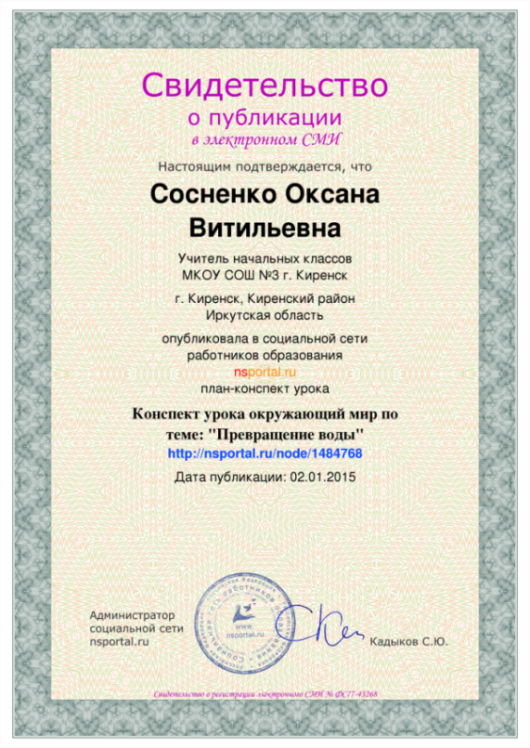 Свидетельство
о публикации
в электронном СМИ
Настоящим подтверждается, что
Сосненко Оксана
Витильевна
Учитель начальных классов
МКОУ СОШ №3 г. Киренск
г. Киренск, Киренский район
Иркутская область
опубликовала в социальной сети
работников образования
nsportal.ru
план-конспект урока
Конспект урока окружающий мир по
теме: "Превращение воды"
http://nsportal.ru/node/1484768
Дата публикации: 02.01.2015
Администратор
социальной сети
nsportal.ru
www.
nsportal.ru
Кадыков С.Ю.
Свидетельство о регистрации электронного СМИ № ФС77-43268